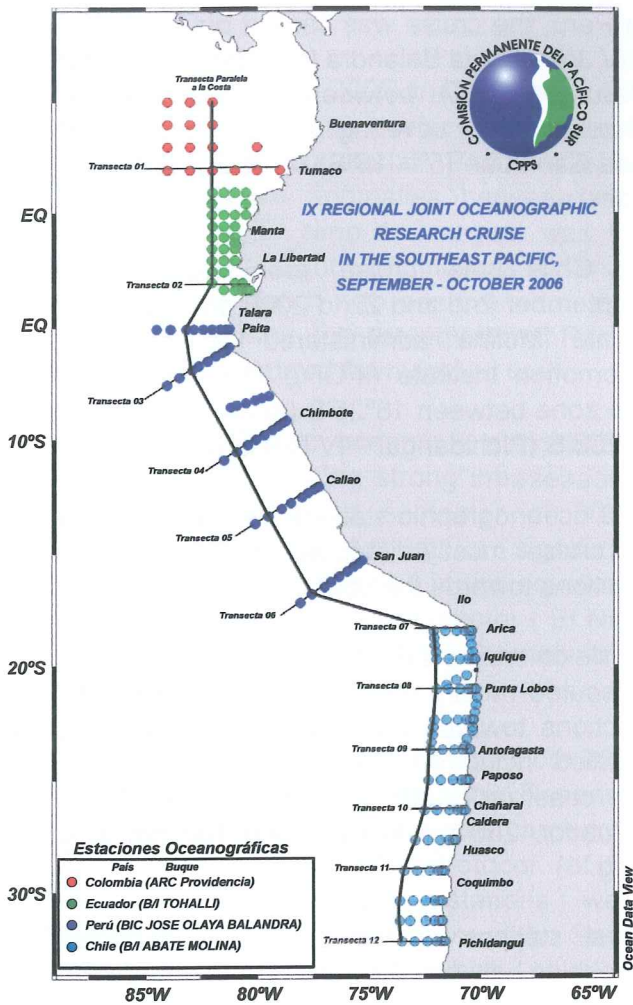 COMISIÓN PERMANENTE DEL PACÍFICO SUR
CPPS
IX REGIONAL JOINT OCEANOGRAPHIC
RESEARCH CRUISE
IN THE SOUTHEAST PACIFIC,
SEPTEMBER - OCTOBER 2006
Transecta Paralela
a la Costa
Buenaventura
Transecta 01
Tumaco
EQ
Manta
La Libertad
Transecta 02
Talara
EQ
Paita
Transecta 03
Chimbote
10ºS
Transecta 04
Callao
Transecta 05
San Juan
Transecta 06
Ilo
Transecta 07
Arica
Iquique
20ºS
Transecta 08
Punta Lobos
Transecta 09
Antofagasta
Paposo
Transecta 10
Chañaral
Caldera
Huasco
Transecta 11
Coquimbo
30ºS
Transecta 12
Pichidangui
Estaciones Oceanográficas
País Buque
Colombia (ARC Providencia)
Ecuador (B/I TOHALLI)
Perú (BIC JOSE OLAYA BALANDRA)
Chile (B/I ABATE MOLINA)
85ºW 80ºW 75ºW 70ºW 65ºW
Ocean Data View